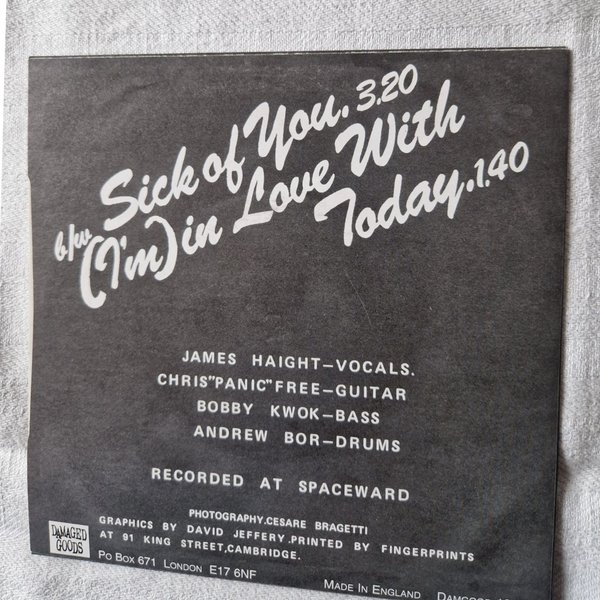 Sick of You. 3.20
b/w (I'm) in Love With
Today. 1.40
JAMES HAIGHT–VOCALS.
CHRIS"PANIC"FREE–GUITAR
BOBBY KWOK–BASS
ANDREW BOR–DRUMS
RECORDED AT SPACEWARD
PHOTOGRAPHY.CESARE BRAGETTI
GRAPHICS BY DAVID JEFFERY.PRINTED BY FINGERPRINTS
AT 91 KING STREET,CAMBRIDGE.
DAMAGED
GOODS
PO BOX 671 LONDON E17 6NF
MADE IN ENGLAND